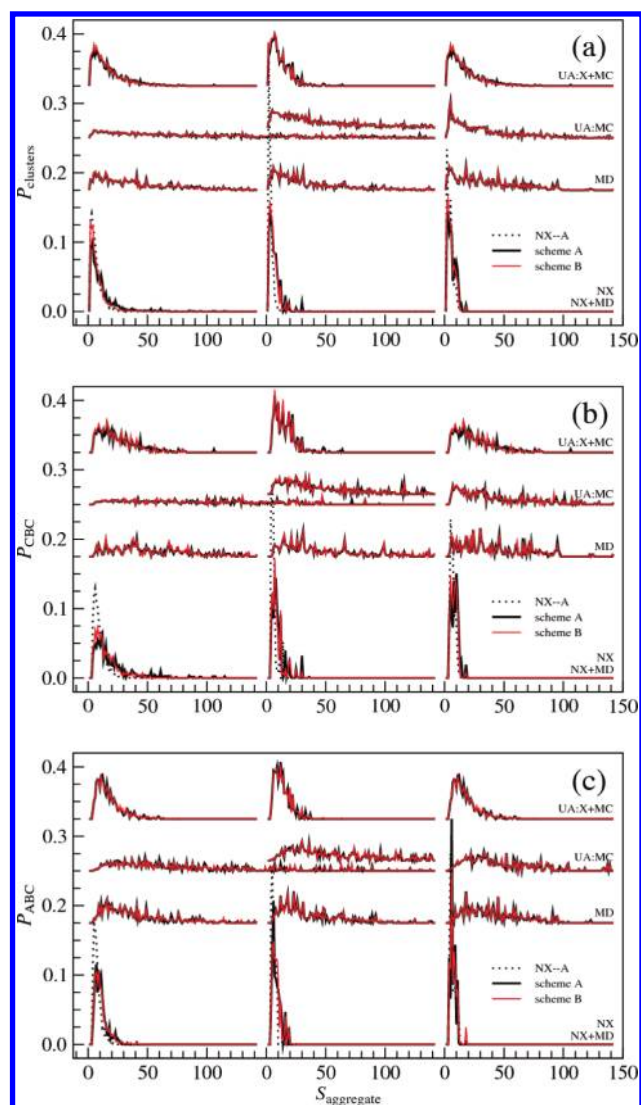 (a)
0.4
UA:X+MC
0.3
UA:MC
0.2
MD
P clusters
0.1
NX--A
scheme A
scheme B
NX
NX+MD
0.0
0 50 100 0 50 100 0 50 100 150
(b)
0.4
UA:X+MC
0.3
UA:MC
0.2
MD
P CBC
0.1
NX--A
scheme A
scheme B
NX
NX+MD
0.0
0 50 100 0 50 100 0 50 100 150
(c)
0.4
UA:X+MC
0.3
UA:MC
0.2
MD
P ABC
0.1
NX--A
scheme A
scheme B
NX
NX+MD
0.0
0 50 100 0 50 100 0 50 100 150
S aggregate